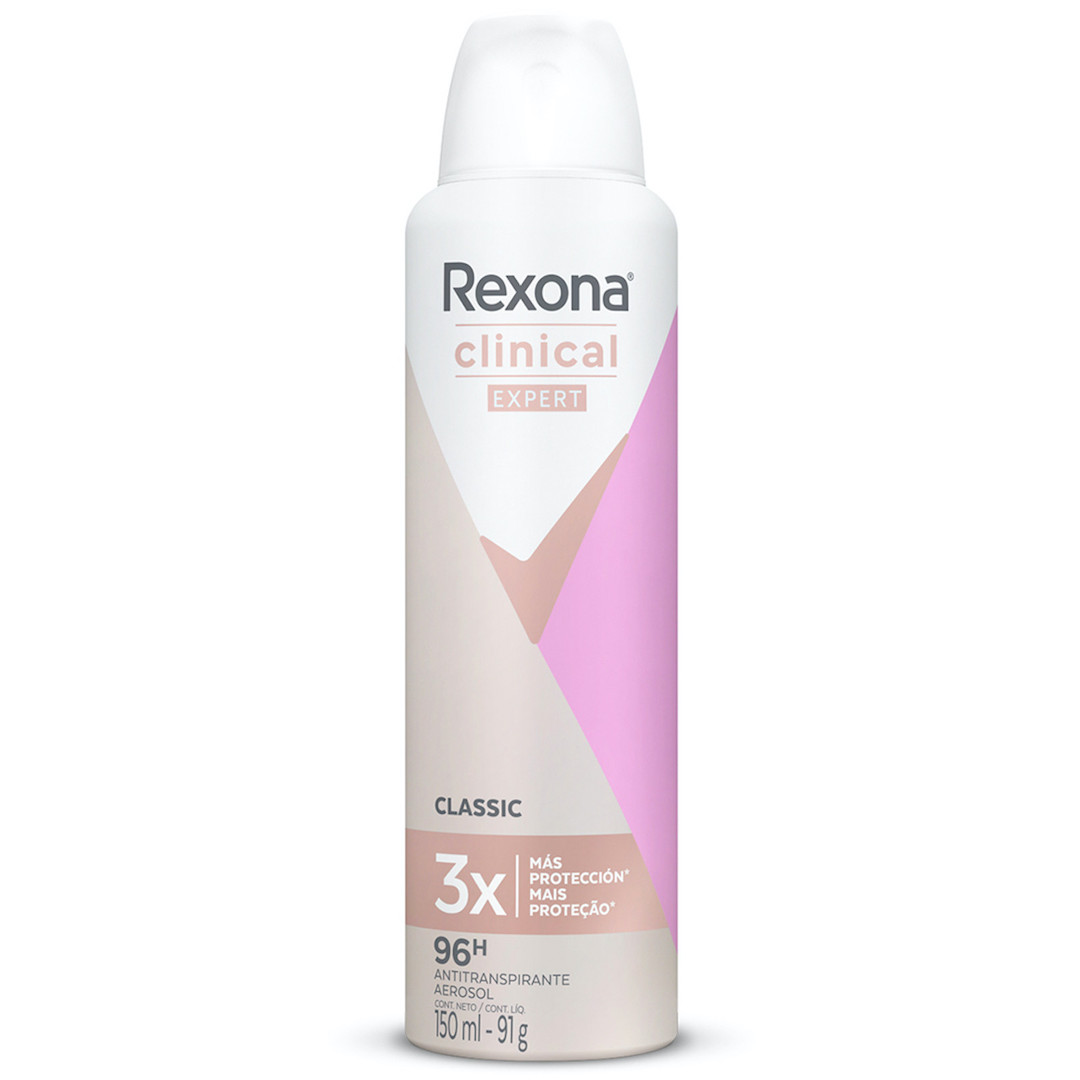 Rexona®
clinical
EXPERT
CLASSIC
3x
MÁS
PROTECCIÓN*
MAIS
PROTEÇÃO*
96H
ANTITRANSPIRANTE
AEROSOL
CONT. NETO / CONT. LÍQ.
150 ml - 91 g